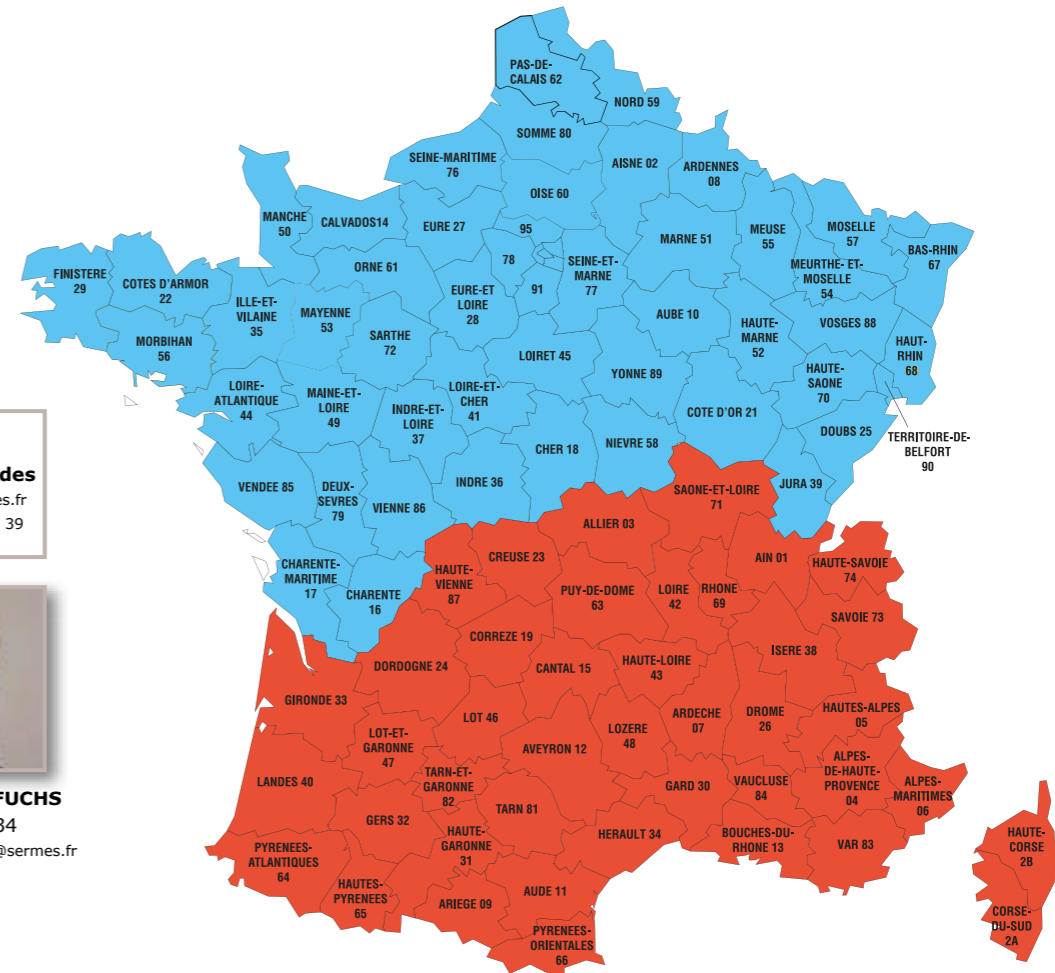 PAS-DE-
CALAIS 62
NORD 59
SOMME 80
SEINE-MARITIME
76
AISNE 02
ARDENNES
08
OISE 60
MANCHE
50
CALVADOS14
EURE 27
95
MARNE 51
MEUSE
55
MOSELLE
57
BAS-RHIN
67
78
SEINE-ET-
MARNE
77
MEURTHE- ET-
MOSELLE
54
FINISTERE
29
COTES D'ARMOR
22
ORNE 61
EURE-ET
LOIRE
28
91
ILLE-ET-
VILAINE
35
MAYENNE
53
AUBE 10
HAUTE-
MARNE
52
VOSGES 88
MORBIHAN
56
SARTHE
72
LOIRET 45
HAUT-
RHIN
68
YONNE 89
HAUTE-
SAONE
70
LOIRE-
ATLANTIQUE
44
MAINE-ET-
LOIRE
49
INDRE-ET-
LOIRE
37
LOIRE-ET-
CHER
41
COTE D'OR 21
DOUBS 25
TERRITOIRE-DE-
BELFORT
90
CHER 18
NIEVRE 58
des
es.fr
39
VENDEE 85
DEUX-
SEVRES
79
VIENNE 86
INDRE 36
SAONE-ET-LOIRE
71
JURA 39
ALLIER 03
CREUSE 23
AIN 01
HAUTE-SAVOIE
74
CHARENTE-
MARITIME
17
CHARENTE
16
HAUTE-
VIENNE
87
PUY-DE-DOME
63
LOIRE
42
RHONE
69
SAVOIE 73
CORREZE 19
ISERE 38
DORDOGNE 24
CANTAL 15
HAUTE-LOIRE
43
GIRONDE 33
LOT 46
LOZERE
48
ARDECHE
07
DROME
26
HAUTES-ALPES
05
LOT-ET-
GARONNE
47
AVEYRON 12
ALPES-
DE-HAUTE-
PROVENCE
04
LANDES 40
TARN-ET-
GARONNE
82
GARD 30
VAUCLUSE
84
ALPES-
MARITIMES
06
FUCHS
34
@sermes.fr
GERS 32
TARN 81
HERAULT 34
BOUCHES-DU-
RHONE 13
VAR 83
HAUTE-
CORSE
2B
PYRENEES-
ATLANTIQUES
64
HAUTE-
GARONNE
31
HAUTES-
PYRENEES
65
ARIEGE 09
AUDE 11
CORSE-
DU-SUD
2A
PYRENEES-
ORIENTALES
66